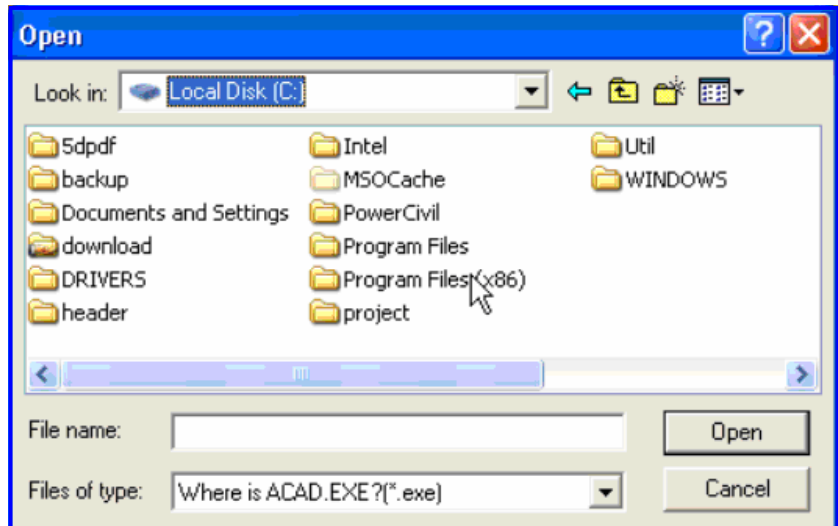 Open
Look in: Local Disk (C:)
5dpdf Intel Util
backup MSOCache WINDOWS
Documents and Settings PowerCivil
download Program Files
DRIVERS Program Files (x86)
header project
File name: Open
Files of type: Where is ACAD.EXE?(*.exe) Cancel